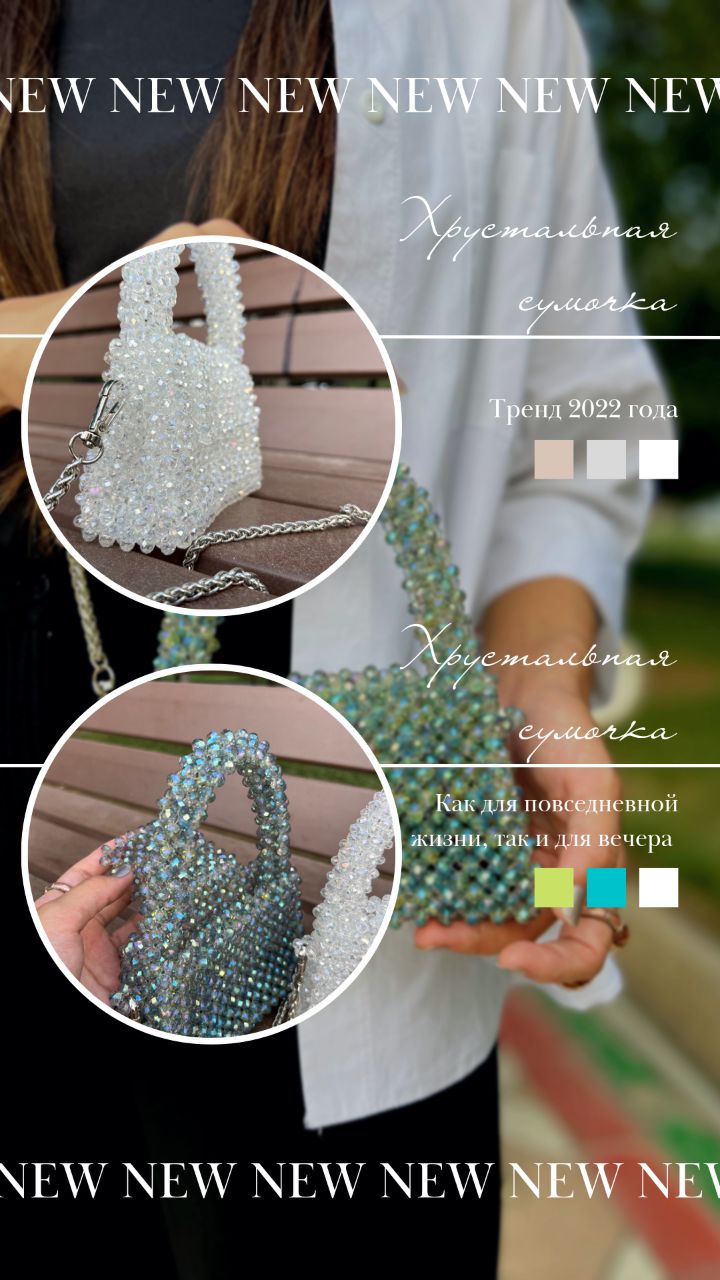 NEW NEW NEW NEW NEW NEW
Хрустальная
сумочка
Тренд 2022 года
Хрустальная
сумочка
Как для повседневной
жизни, так и для вечера
NEW NEW NEW NEW NEW NEW